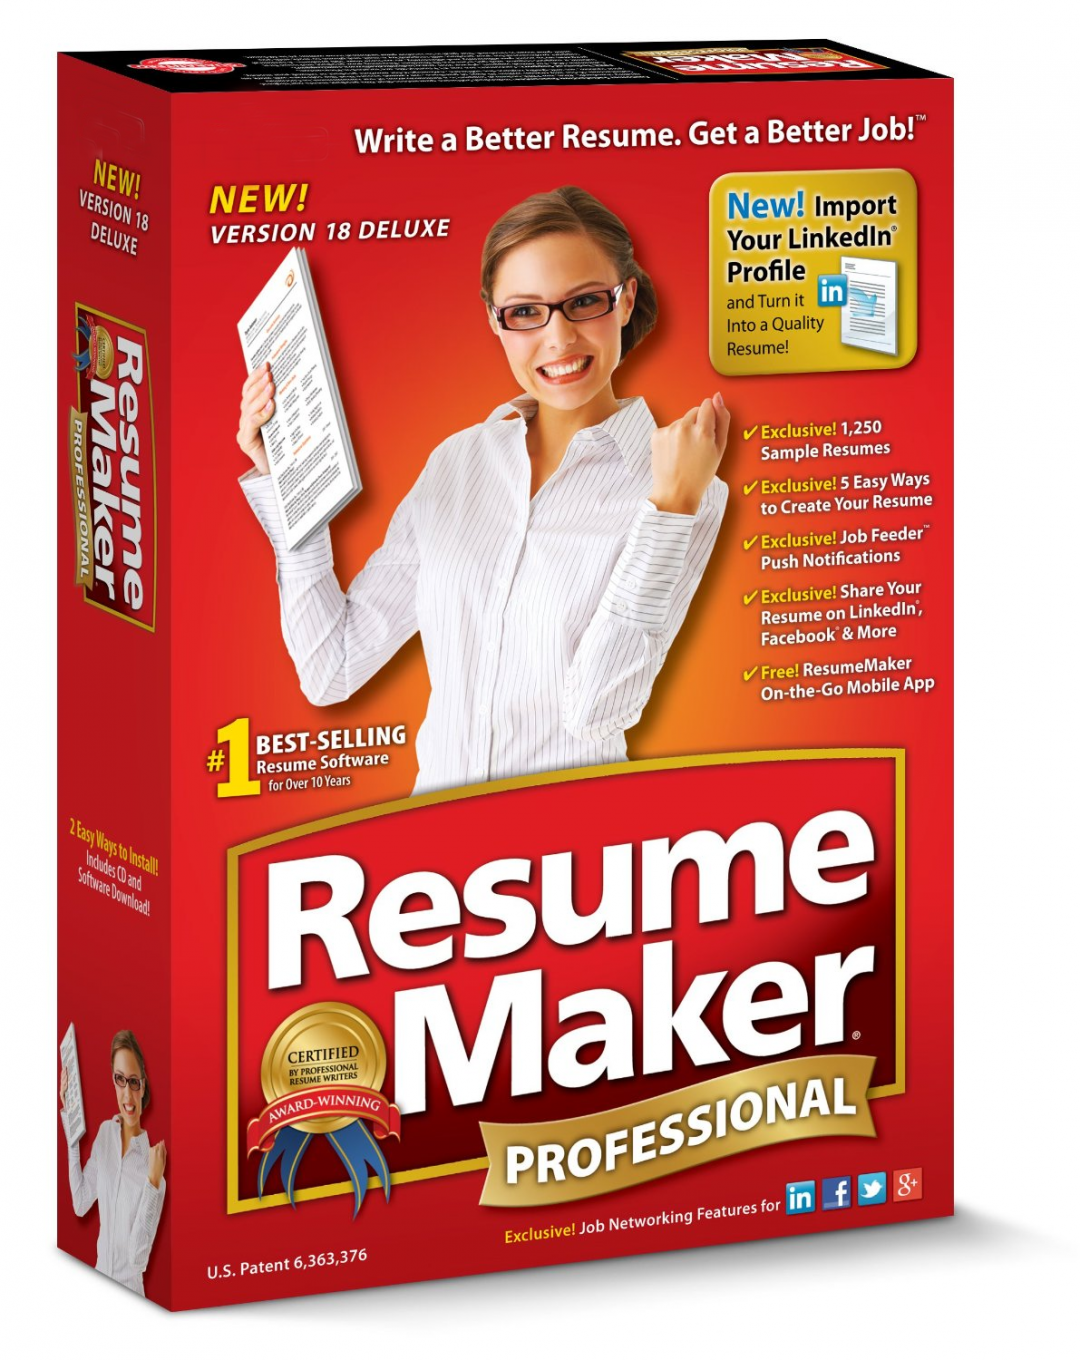 Resume
Maker
Write a Better Resume. Get a Better Job!™
NEW!
VERSION 18 DELUXE
New! Import
Your LinkedIn®
Profile
and Turn it
Into a Quality
Resume!
in
✔ Exclusive! 1,250
Sample Resumes
✔ Exclusive! 5 Easy Ways
to Create Your Resume
✔ Exclusive! Job Feeder™
Push Notifications
✔ Exclusive! Share Your
Resume on LinkedIn®,
Facebook® & More
✔ Free! ResumeMaker
On-the-Go Mobile App
#1 BEST-SELLING
Resume Software
for Over 10 Years
Resume
Maker®
PROFESSIONAL
CERTIFIED
BY PROFESSIONAL
RESUME WRITERS
AWARD-WINNING
Exclusive! Job Networking Features for in f g+
U.S. Patent 6,363,376
NEW!
VERSION 18
DELUXE
Resume
Maker
PROFESSIONAL
2 Easy Ways to Install!
Includes CD and
Software Download!